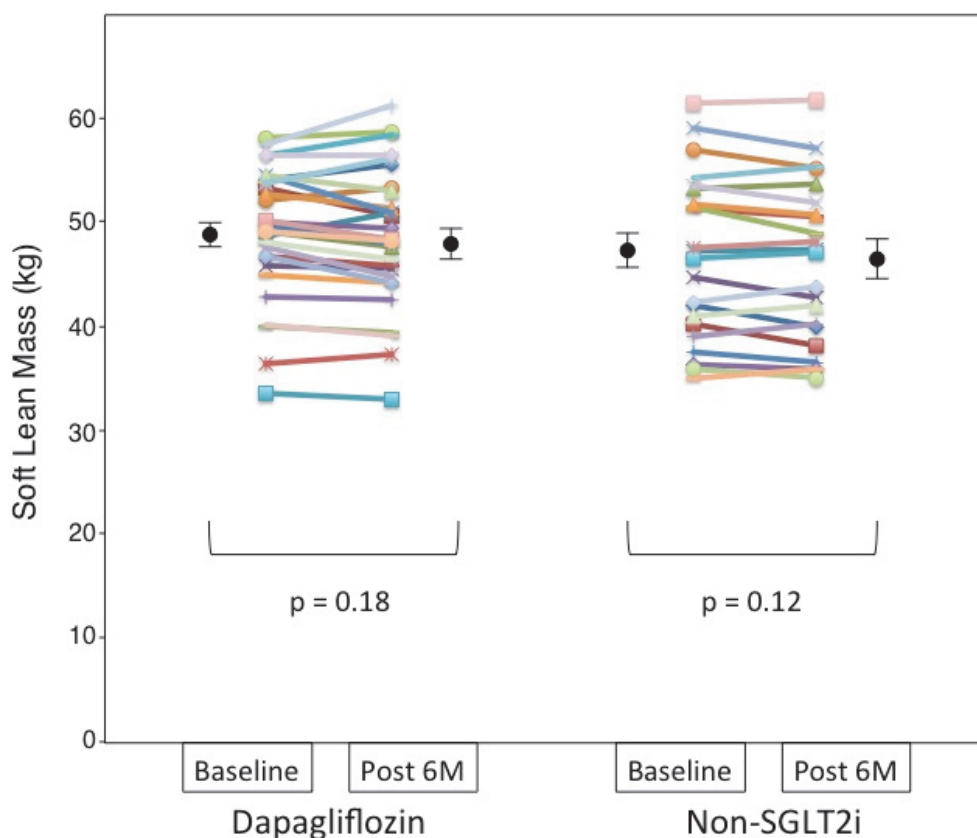 Soft Lean Mass (kg)
60
50
40
30
20
10
0
p = 0.18
p = 0.12
Baseline
Post 6M
Baseline
Post 6M
Dapagliflozin
Non-SGLT2i